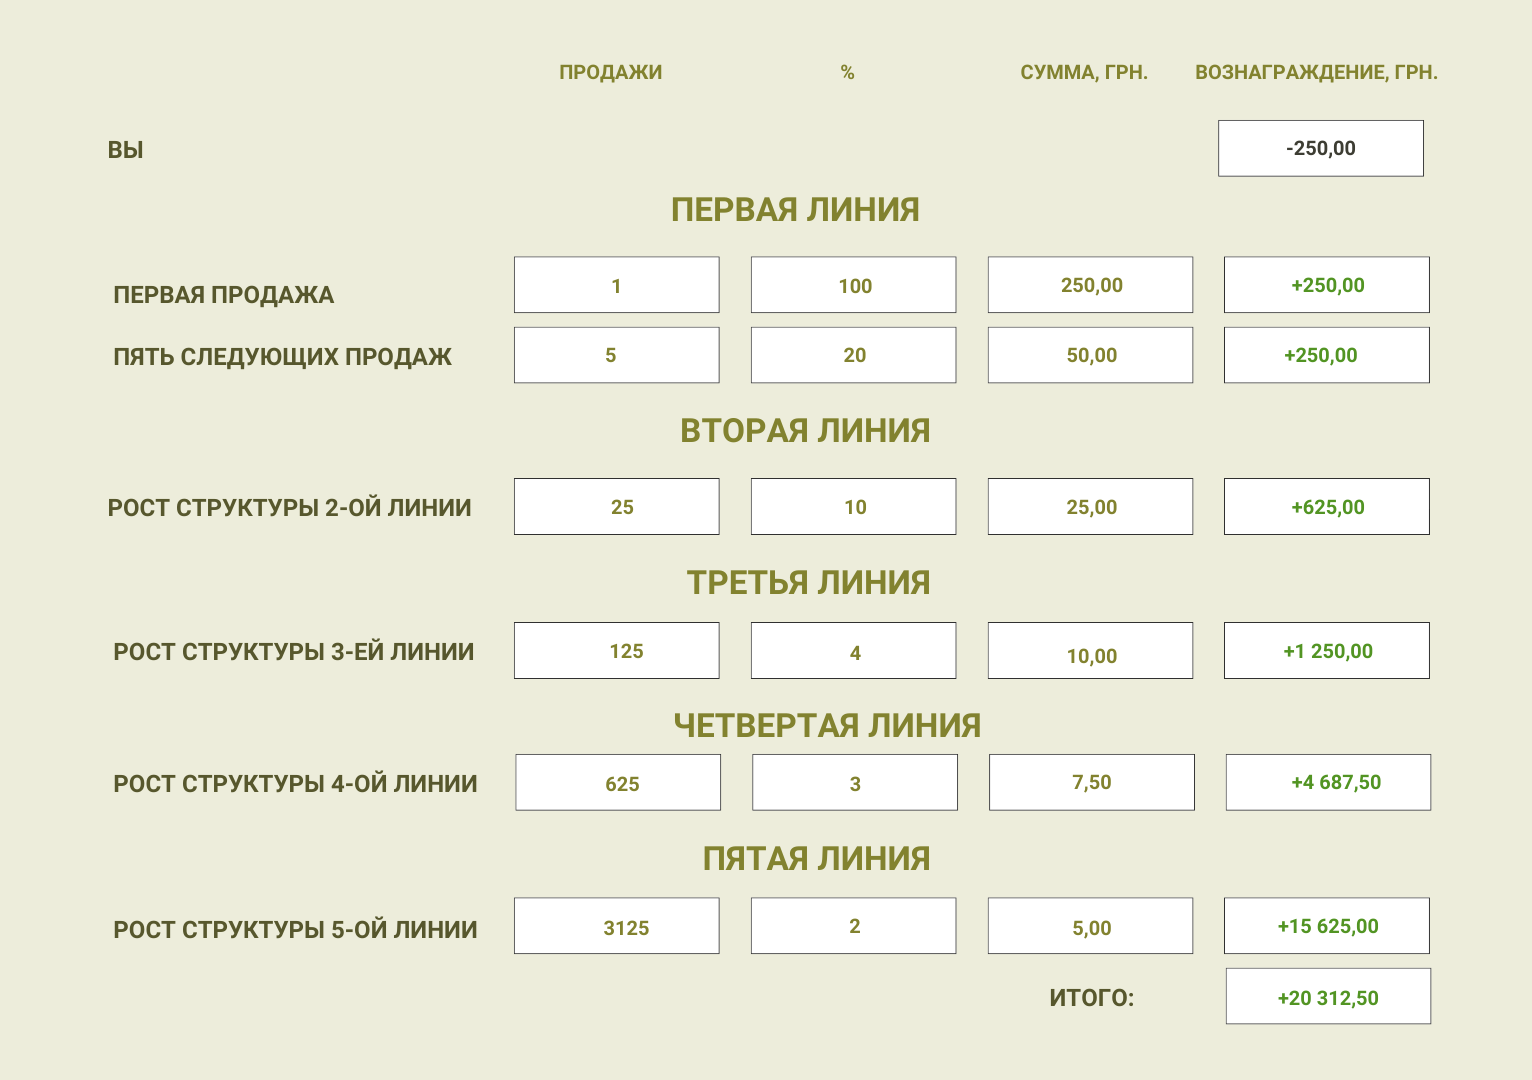 ПРОДАЖИ % СУММА, ГРН. ВОЗНАГРАЖДЕНИЕ, ГРН.
ВЫ -250,00
ПЕРВАЯ ЛИНИЯ
ПЕРВАЯ ПРОДАЖА 1 100 250,00 +250,00
ПЯТЬ СЛЕДУЮЩИХ ПРОДАЖ 5 20 50,00 +250,00
ВТОРАЯ ЛИНИЯ
РОСТ СТРУКТУРЫ 2-ОЙ ЛИНИИ 25 10 25,00 +625,00
ТРЕТЬЯ ЛИНИЯ
РОСТ СТРУКТУРЫ 3-ЕЙ ЛИНИИ 125 4 10,00 +1 250,00
ЧЕТВЕРТАЯ ЛИНИЯ
РОСТ СТРУКТУРЫ 4-ОЙ ЛИНИИ 625 3 7,50 +4 687,50
ПЯТАЯ ЛИНИЯ
РОСТ СТРУКТУРЫ 5-ОЙ ЛИНИИ 3125 2 5,00 +15 625,00
ИТОГО: +20 312,50